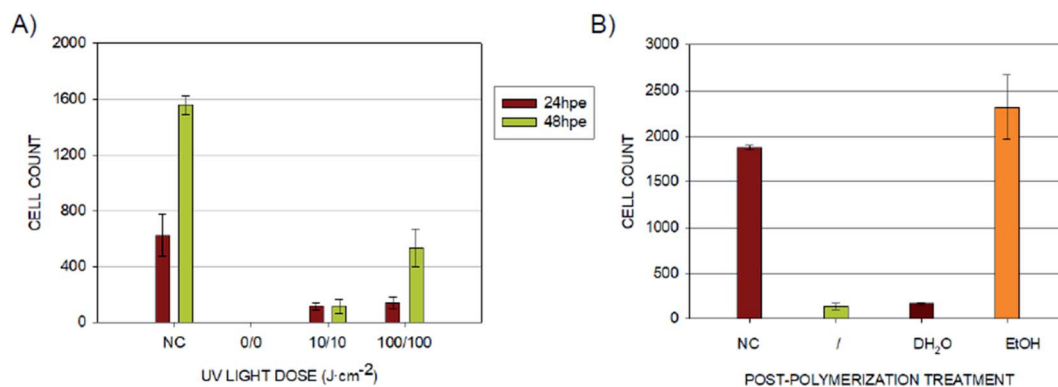 A)
2000
1600
1200
800
400
0
CELL COUNT
NC
0/0
10/10
100/100
UV LIGHT DOSE (J·cm⁻²)
24hpe
48hpe
B)
3000
2500
2000
1500
1000
500
0
CELL COUNT
NC
/
DH₂O
EtOH
POST-POLYMERIZATION TREATMENT